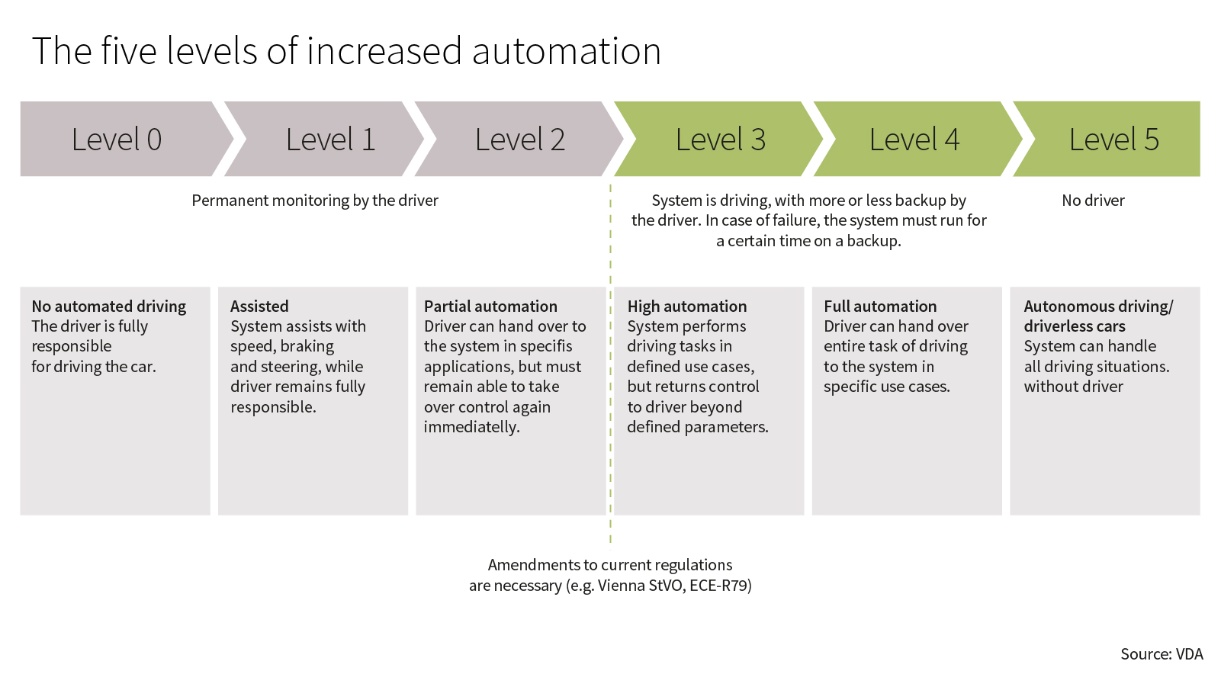 The five levels of increased automation
Level 0
Level 1
Level 2
Level 3
Level 4
Level 5
Permanent monitoring by the driver
System is driving, with more or less backup by
the driver. In case of failure, the system must run for
a certain time on a backup.
No driver
No automated driving
The driver is fully
responsible
for driving the car.
Assisted
System assists with
speed, braking
and steering, while
driver remains fully
responsible.
Partial automation
Driver can hand over to
the system in specifis
applications, but must
remain able to take
over control again
immediatelly.
High automation
System performs
driving tasks in
defined use cases,
but returns control
to driver beyond
defined parameters.
Full automation
Driver can hand over
entire task of driving
to the system in
specific use cases.
Autonomous driving/
driverless cars
System can handle
all driving situations.
without driver
Amendments to current regulations
are necessary (e.g. Vienna StVO, ECE-R79)
Source: VDA